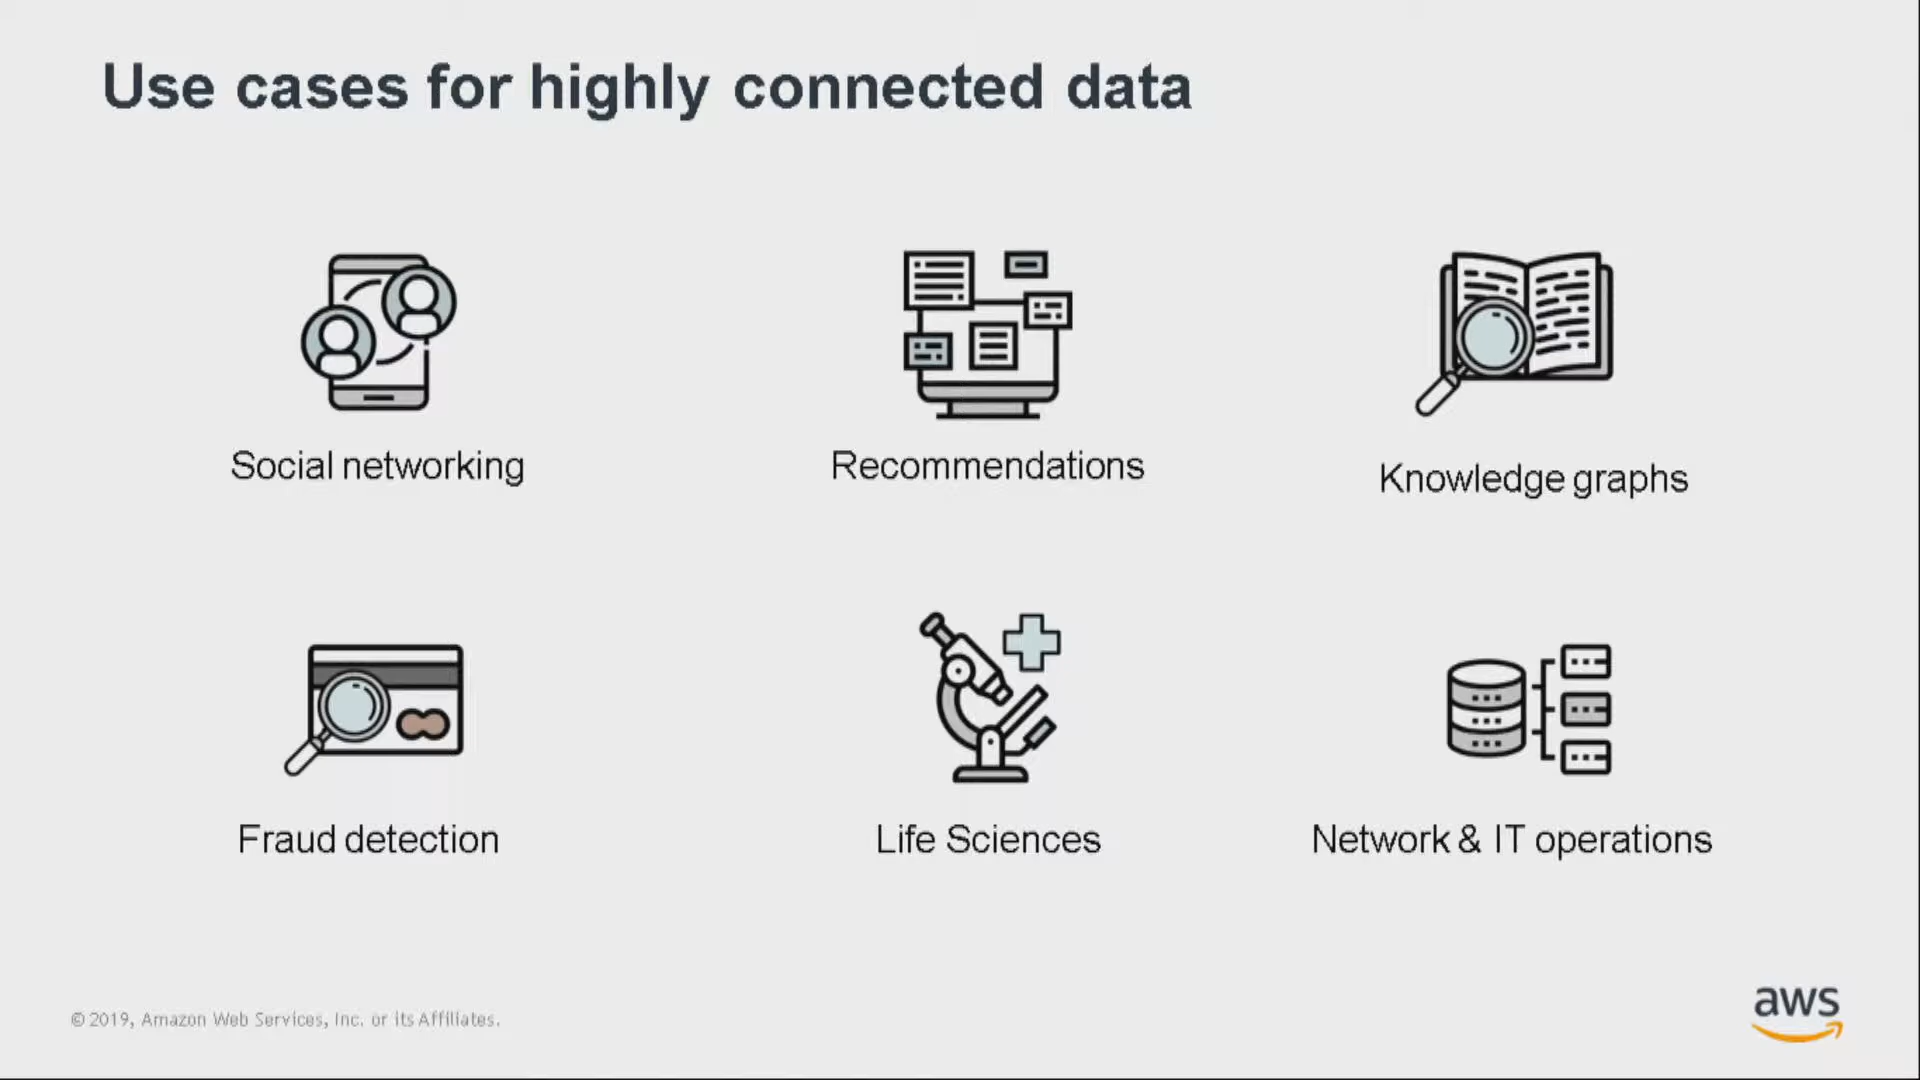 Use cases for highly connected data
Social networking
Recommendations
Knowledge graphs
Fraud detection
Life Sciences
Network & IT operations
© 2019, Amazon Web Services, Inc. or its Affiliates.
aws